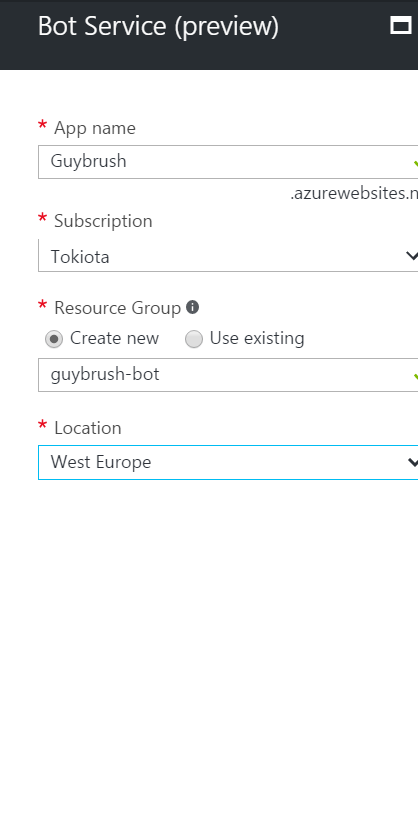 Bot Service (preview)
* App name
Guybrush
.azurewebsites.n
* Subscription
Tokiota
* Resource Group
Create new Use existing
guybrush-bot
* Location
West Europe